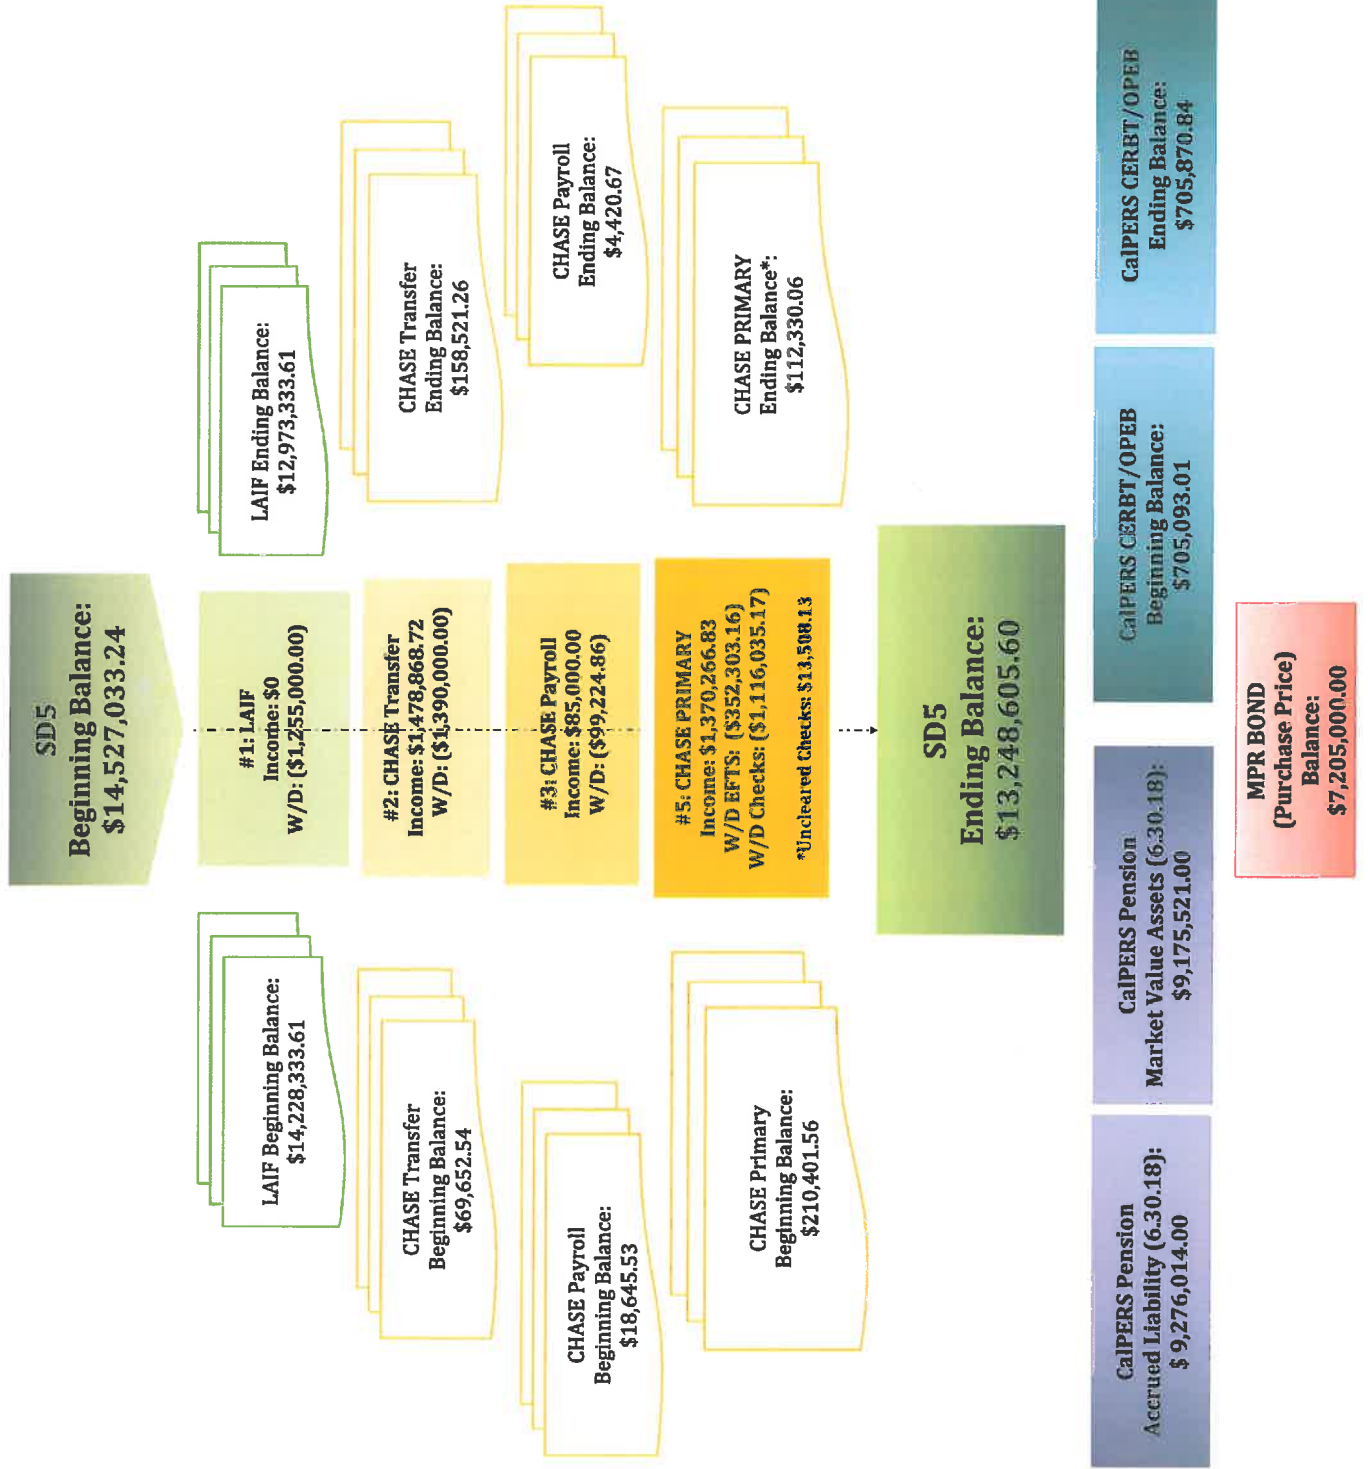 SD5
Beginning Balance:
$14,527,033.24
LAIF Beginning Balance:
$14,228,333.61
#1: LAIF
Income: $0
W/D: ($1,255,000.00)
LAIF Ending Balance:
$12,973,333.61
CHASE Transfer
Beginning Balance:
$69,652.54
#2: CHASE Transfer
Income: $1,478,868.72
W/D: ($1,390,000.00)
CHASE Transfer
Ending Balance:
$158,521.26
CHASE Payroll
Beginning Balance:
$18,645.53
#3: CHASE Payroll
Income: $85,000.00
W/D: ($99,224.86)
CHASE Payroll
Ending Balance:
$4,420.67
CHASE Primary
Beginning Balance:
$210,401.56
#5: CHASE PRIMARY
Income: $1,370,266.83
W/D EFTS: ($352,303.16)
W/D Checks: ($1,116,035.17)
*Uncleared Checks: $13,508.13
CHASE PRIMARY
Ending Balance*:
$112,330.06
SD5
Ending Balance:
$13,248,605.60
CalPERS Pension
Accrued Liability (6.30.18):
$ 9,276,014.00
CalPERS Pension
Market Value Assets (6.30.18):
$9,175,521.00
CalPERS CERBT/OPEB
Beginning Balance:
$705,093.01
CalPERS CERBT/OPEB
Ending Balance:
$705,870.84
MPR BOND
(Purchase Price)
Balance:
$7,205,000.00